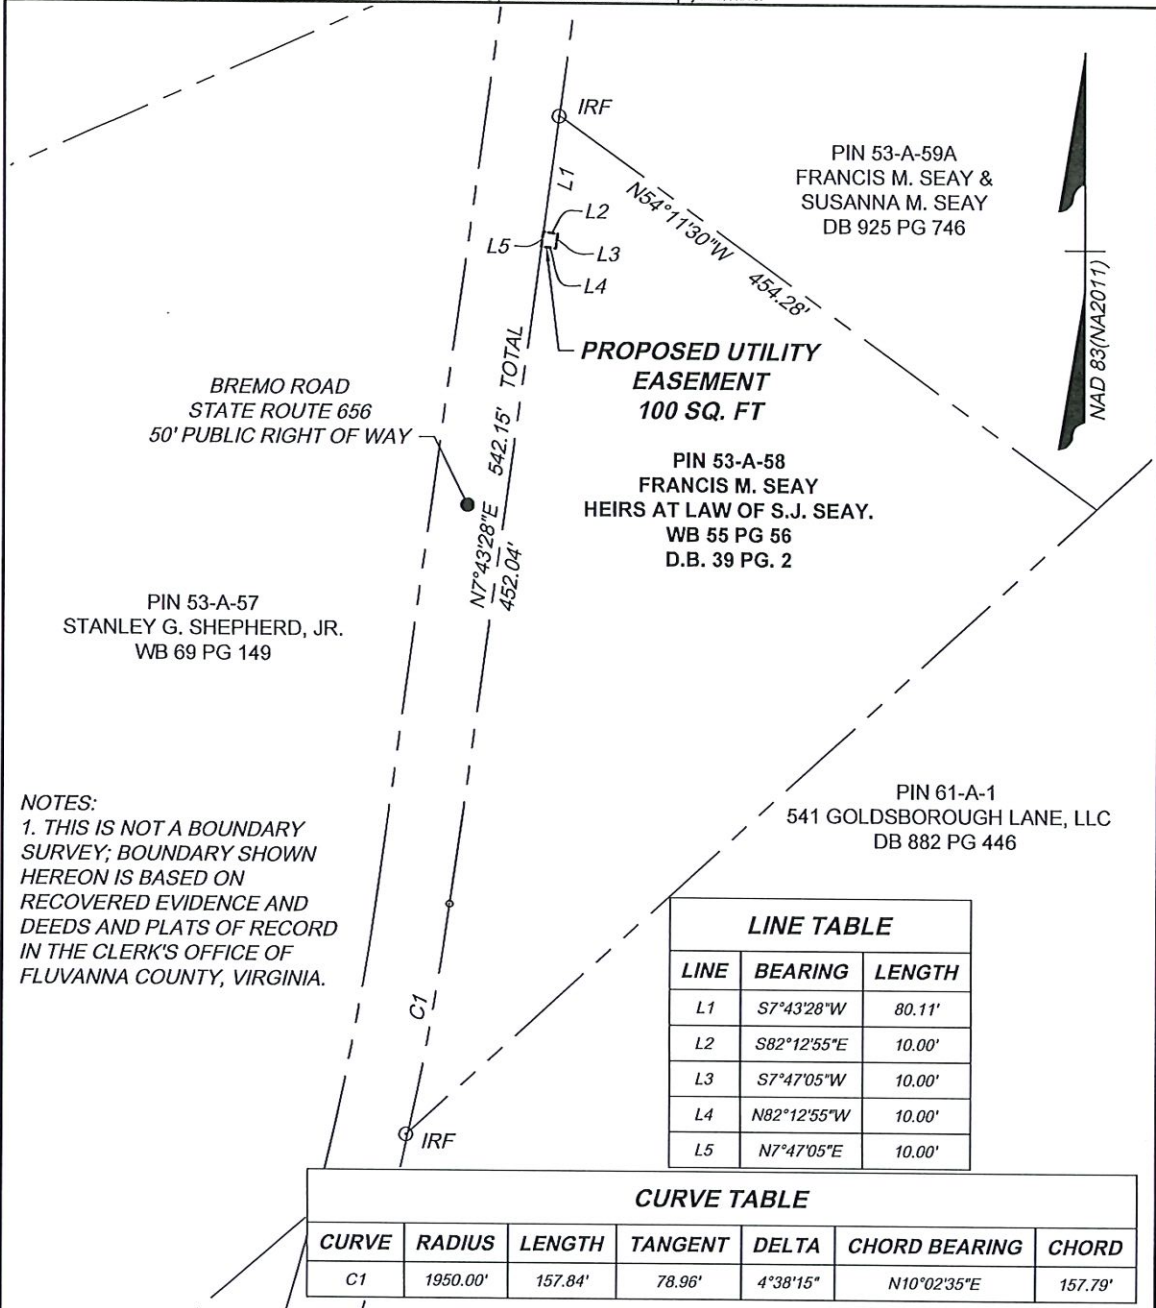 IRF
L1
L2
L5
L3
L4
N54°11'30"W 454.28'
PIN 53-A-59A
FRANCIS M. SEAY &
SUSANNA M. SEAY
DB 925 PG 746
NAD 83(NA2011)
PROPOSED UTILITY
EASEMENT
100 SQ. FT
BREMO ROAD
STATE ROUTE 656
50' PUBLIC RIGHT OF WAY
N7°43'28"E 542.15' TOTAL
452.04'
PIN 53-A-58
FRANCIS M. SEAY
HEIRS AT LAW OF S.J. SEAY.
WB 55 PG 56
D.B. 39 PG. 2
PIN 53-A-57
STANLEY G. SHEPHERD, JR.
WB 69 PG 149
NOTES:
1. THIS IS NOT A BOUNDARY
SURVEY; BOUNDARY SHOWN
HEREON IS BASED ON
RECOVERED EVIDENCE AND
DEEDS AND PLATS OF RECORD
IN THE CLERK'S OFFICE OF
FLUVANNA COUNTY, VIRGINIA.
PIN 61-A-1
541 GOLDSBOROUGH LANE, LLC
DB 882 PG 446
C1
IRF
LINE TABLE
LINE BEARING LENGTH
L1 S7°43'28"W 80.11'
L2 S82°12'55"E 10.00'
L3 S7°47'05"W 10.00'
L4 N82°12'55"W 10.00'
L5 N7°47'05"E 10.00'
CURVE TABLE
CURVE RADIUS LENGTH TANGENT DELTA CHORD BEARING CHORD
C1 1950.00' 157.84' 78.96' 4°38'15" N10°02'35"E 157.79'